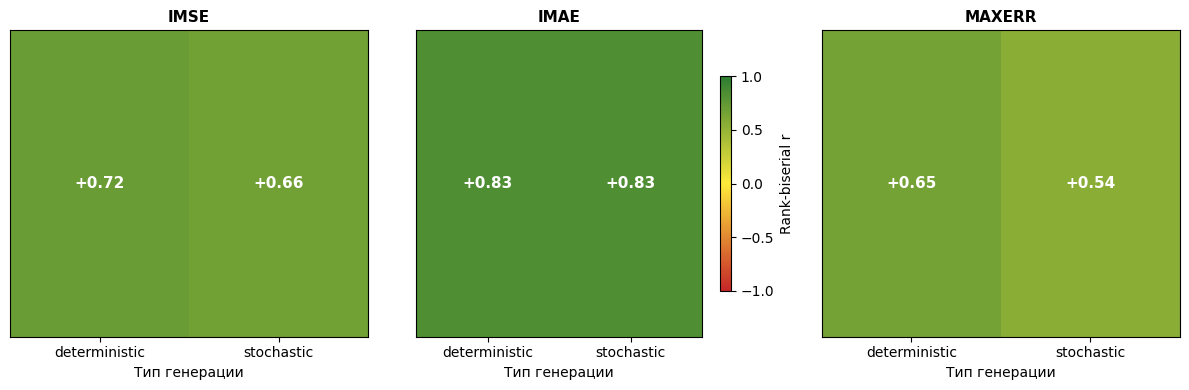 IMSE
+0.72
+0.66
deterministic
stochastic
Тип генерации
IMAE
+0.83
+0.83
deterministic
stochastic
Тип генерации
1.0
0.5
0.0
−0.5
−1.0
Rank-biserial r
MAXERR
+0.65
+0.54
deterministic
stochastic
Тип генерации